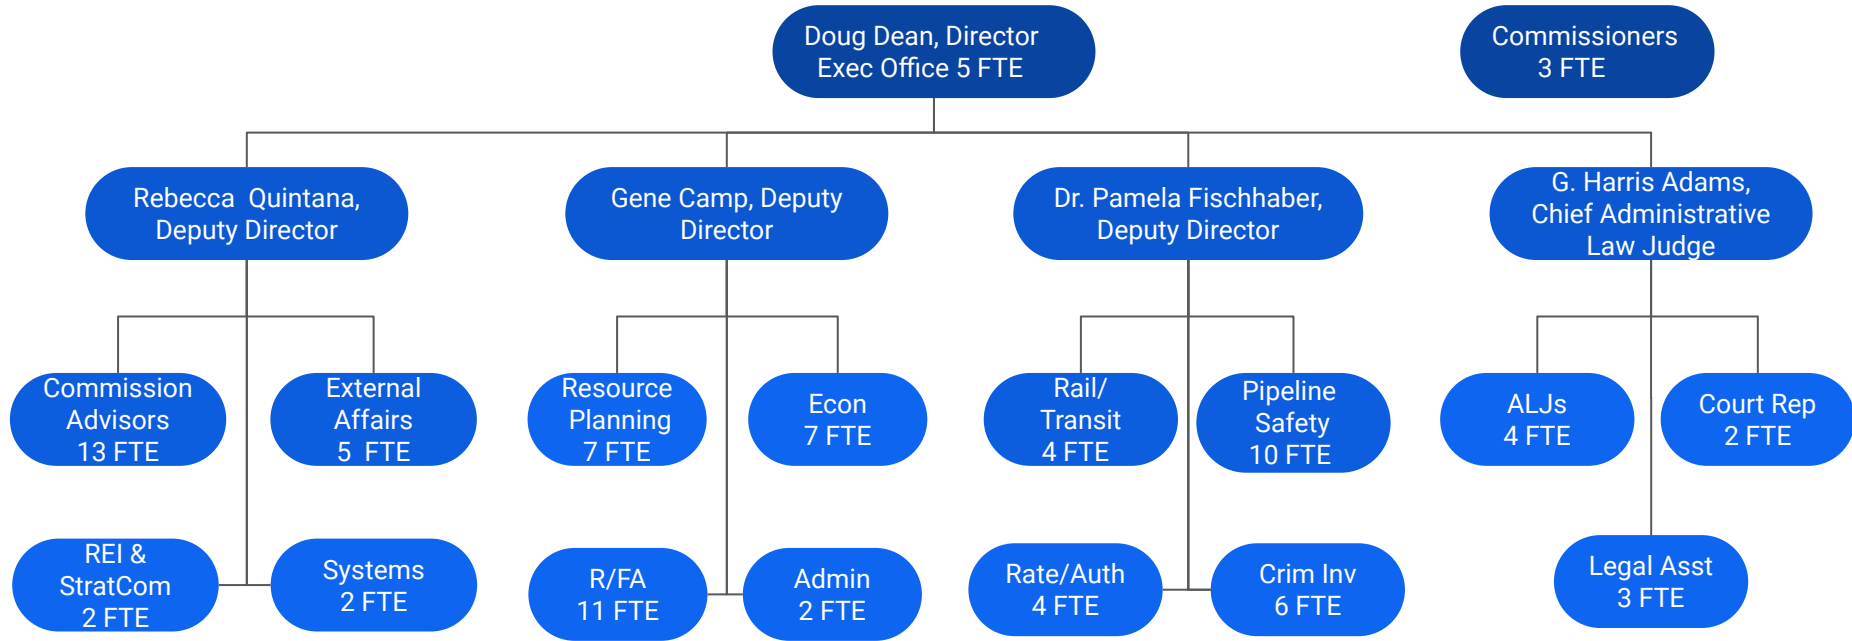 Doug Dean, Director
Exec Office 5 FTE
Commissioners
3 FTE
Rebecca  Quintana,
Deputy Director
Gene Camp, Deputy
Director
Dr. Pamela Fischhaber,
Deputy Director
G. Harris Adams,
Chief Administrative
Law Judge
Commission
Advisors
13 FTE
External
Affairs
5  FTE
Resource
Planning
7 FTE
Econ
7 FTE
Rail/
Transit
4 FTE
Pipeline
Safety
10 FTE
ALJs
4 FTE
Court Rep
2 FTE
REI &
StratCom
2 FTE
Systems
2 FTE
R/FA
11 FTE
Admin
2 FTE
Rate/Auth
4 FTE
Crim Inv
6 FTE
Legal Asst
3 FTE